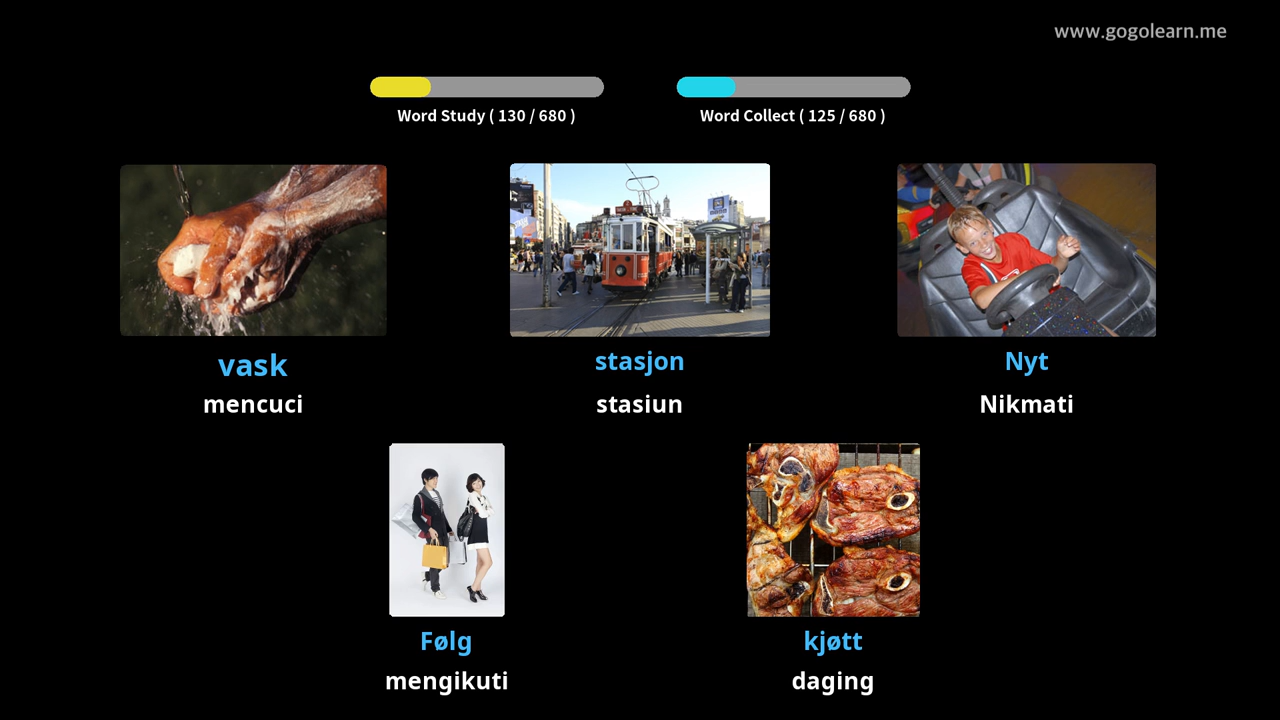 www.gogolearn.me
Word Study ( 130 / 680 )
Word Collect ( 125 / 680 )
vask
mencuci
stasjon
stasiun
Nyt
Nikmati
Følg
mengikuti
kjøtt
daging